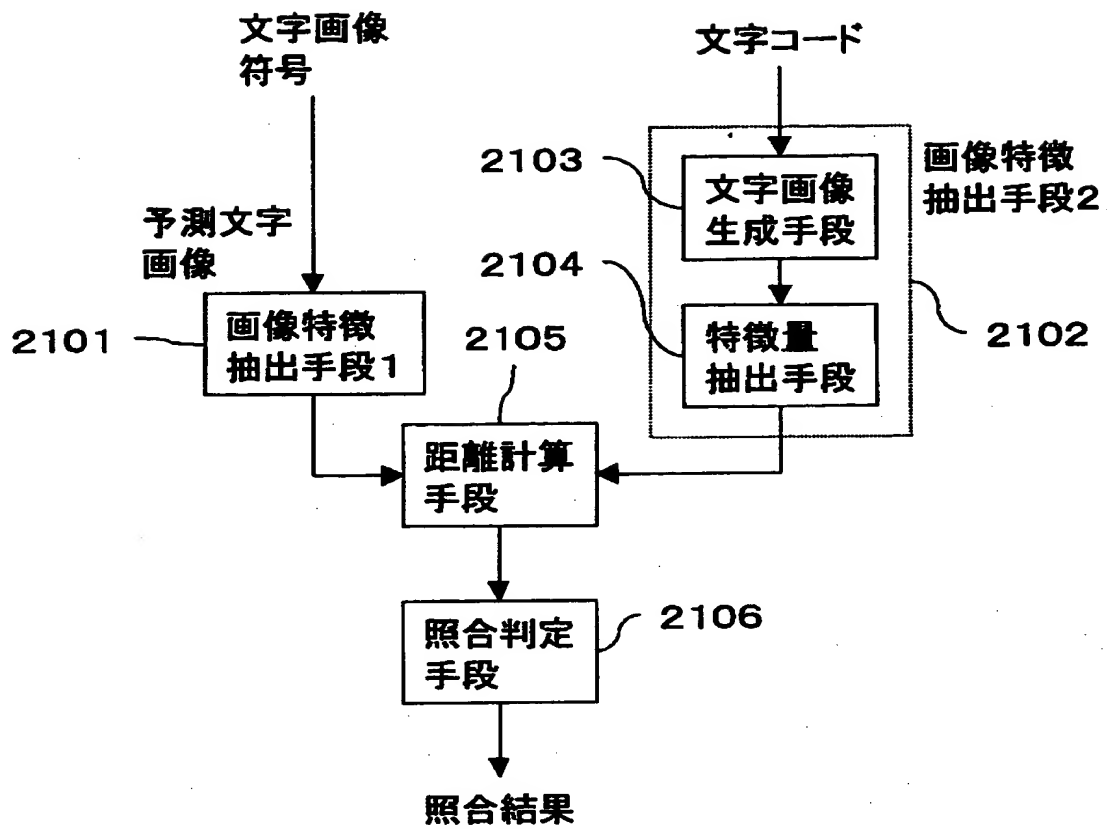 文字画像
符号
文字コード
2103
文字画像
生成手段
画像特徴
抽出手段2
予測文字
画像
2104
2101
画像特徴
抽出手段1
2105
特徴量
抽出手段
2102
距離計算
手段
照合判定
手段
2106
照合結果